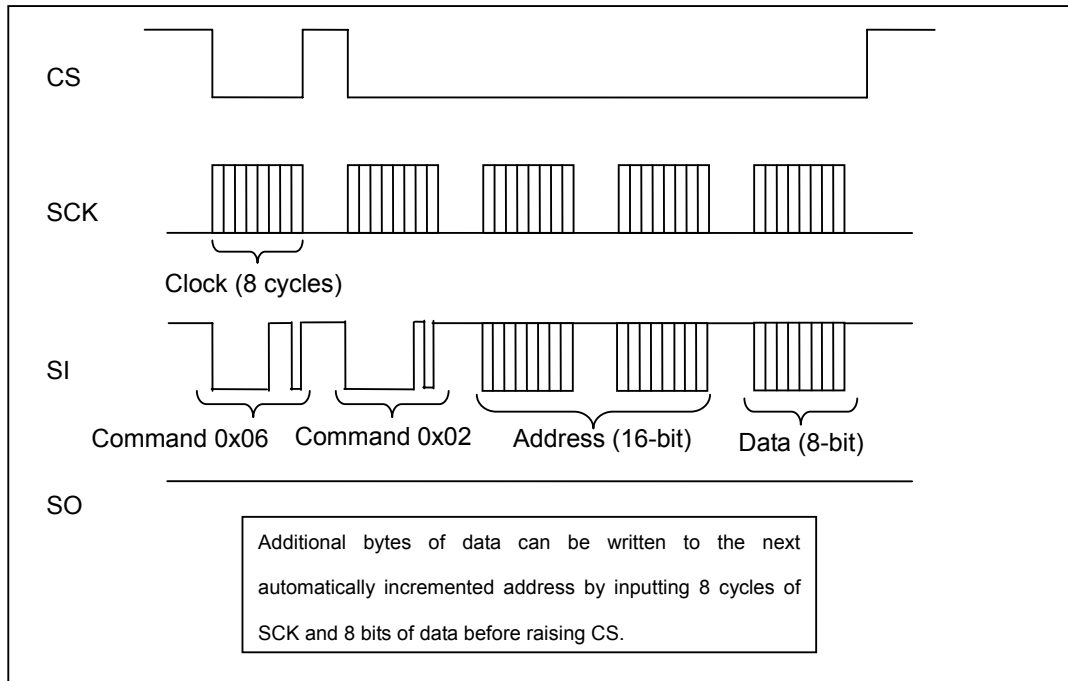 CS
SCK
Clock (8 cycles)
SI
Command 0x06
Command 0x02
Address (16-bit)
Data (8-bit)
SO
Additional bytes of data can be written to the next
automatically incremented address by inputting 8 cycles of
SCK and 8 bits of data before raising CS.